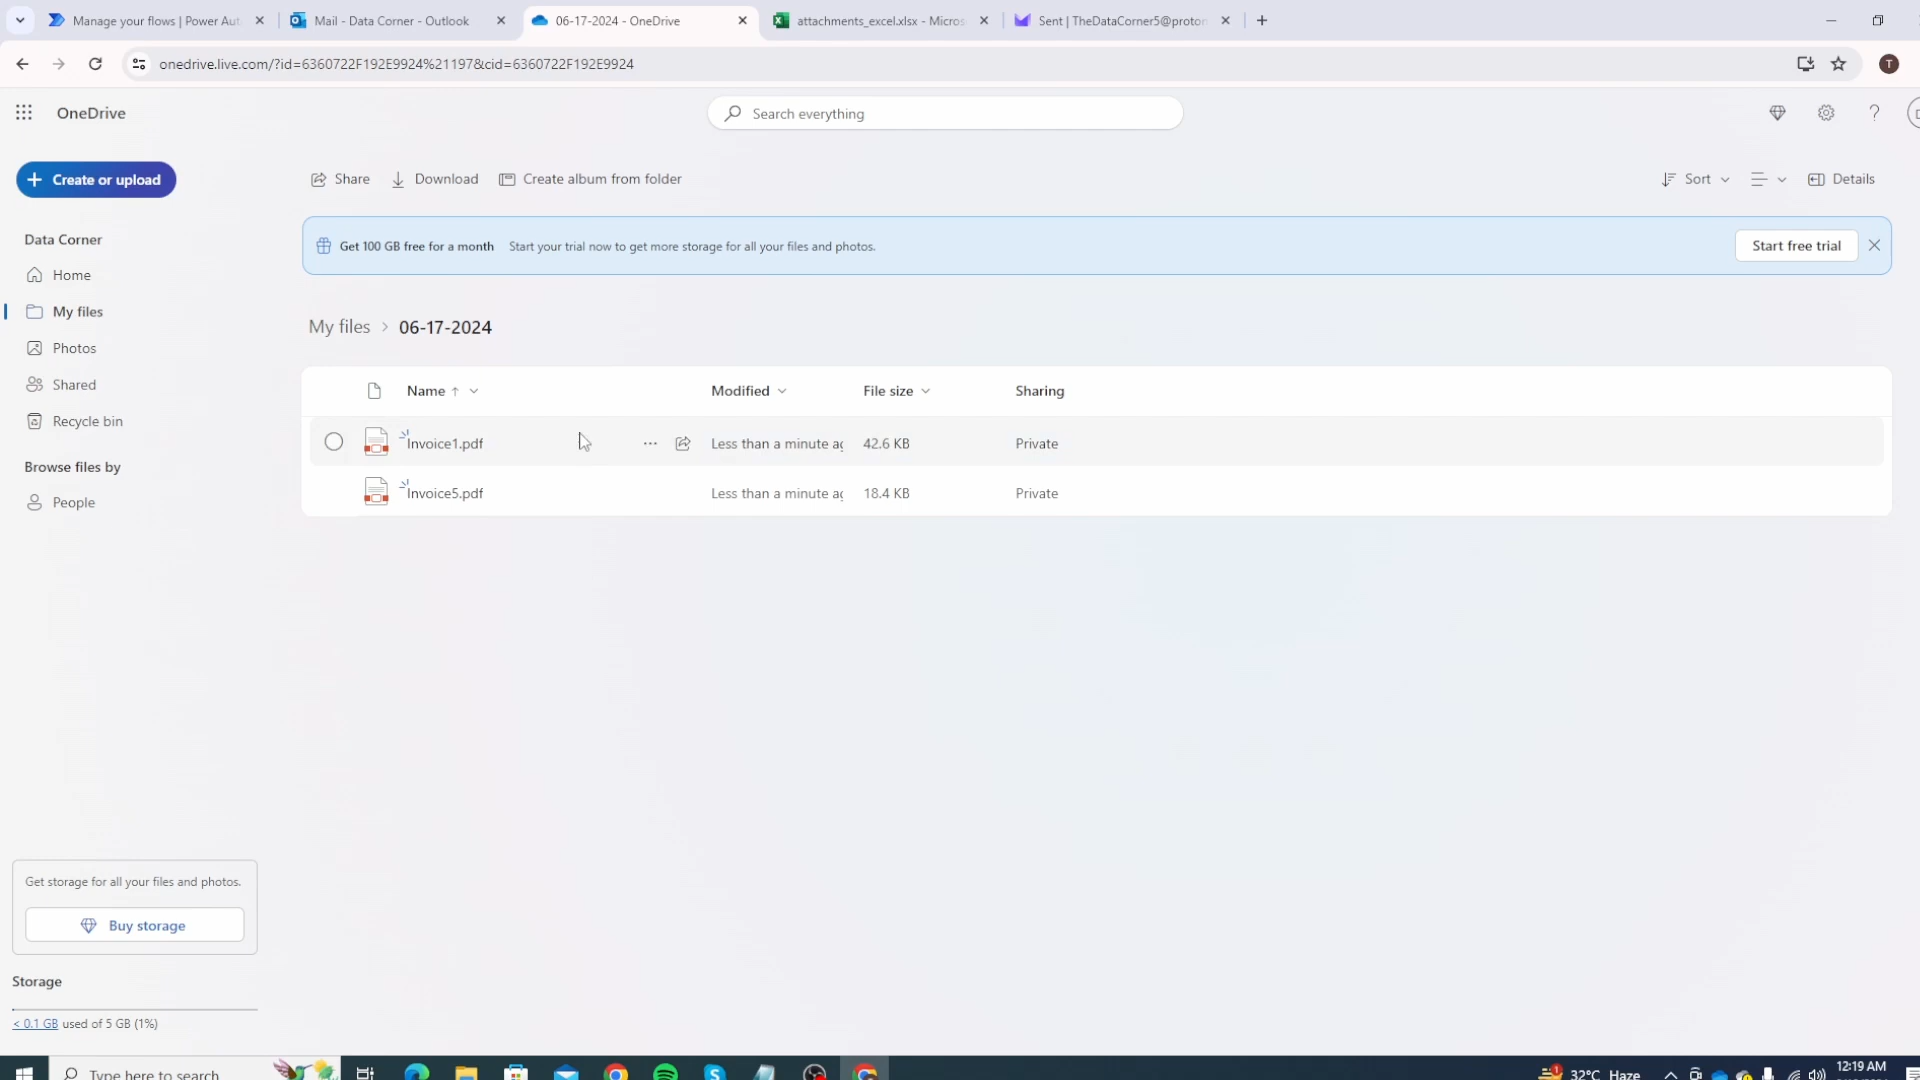 Manage your flows | Power Aut
Mail - Data Corner - Outlook
06-17-2024 - OneDrive
attachments_excel.xlsx - Micros
Sent | TheDataCorner5@proton
onedrive.live.com/?id=6360722F192E9924%21197&cid=6360722F192E9924
T
OneDrive
Search everything
Create or upload
Share
Download
Create album from folder
Sort
Details
Get 100 GB free for a month
Start your trial now to get more storage for all your files and photos.
Start free trial
Data Corner
Home
My files
Photos
Shared
Recycle bin
Browse files by
People
My files > 06-17-2024
Name
Modified
File size
Sharing
Invoice1.pdf
Less than a minute ag
42.6 KB
Private
Invoice5.pdf
Less than a minute ag
18.4 KB
Private
Get storage for all your files and photos.
Buy storage
Storage
< 0.1 GB used of 5 GB (1%)
Type here to search
32°C Haze
12:19 AM